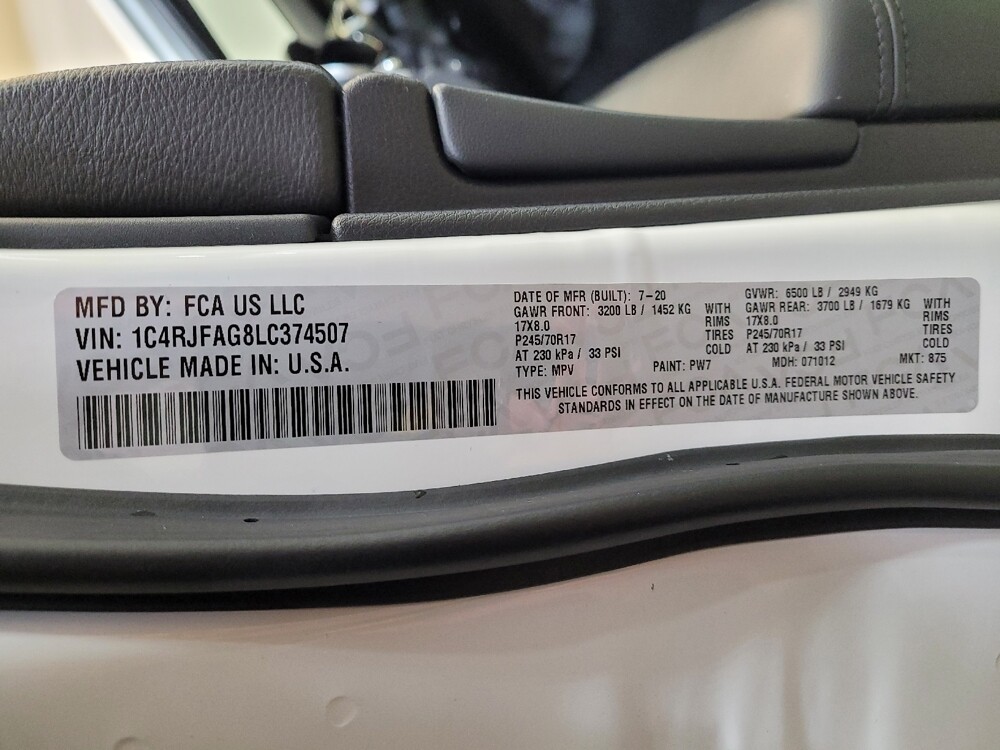 MFD BY: FCA US LLC
VIN: 1C4RJFAG8LC374507
VEHICLE MADE IN: U.S.A.
DATE OF MFR (BUILT): 7-20
GAWR FRONT: 3200 LB / 1452 KG WITH
17X8.0 RIMS
P245/70R17 TIRES
AT 230 kPa / 33 PSI COLD
TYPE: MPV PAINT: PW7
GVWR: 6500 LB / 2949 KG
GAWR REAR: 3700 LB / 1679 KG WITH
17X8.0 RIMS
P245/70R17 TIRES
AT 230 kPa / 33 PSI COLD
MDH: 071012 MKT: 875
THIS VEHICLE CONFORMS TO ALL APPLICABLE U.S.A. FEDERAL MOTOR VEHICLE SAFETY
STANDARDS IN EFFECT ON THE DATE OF MANUFACTURE SHOWN ABOVE.